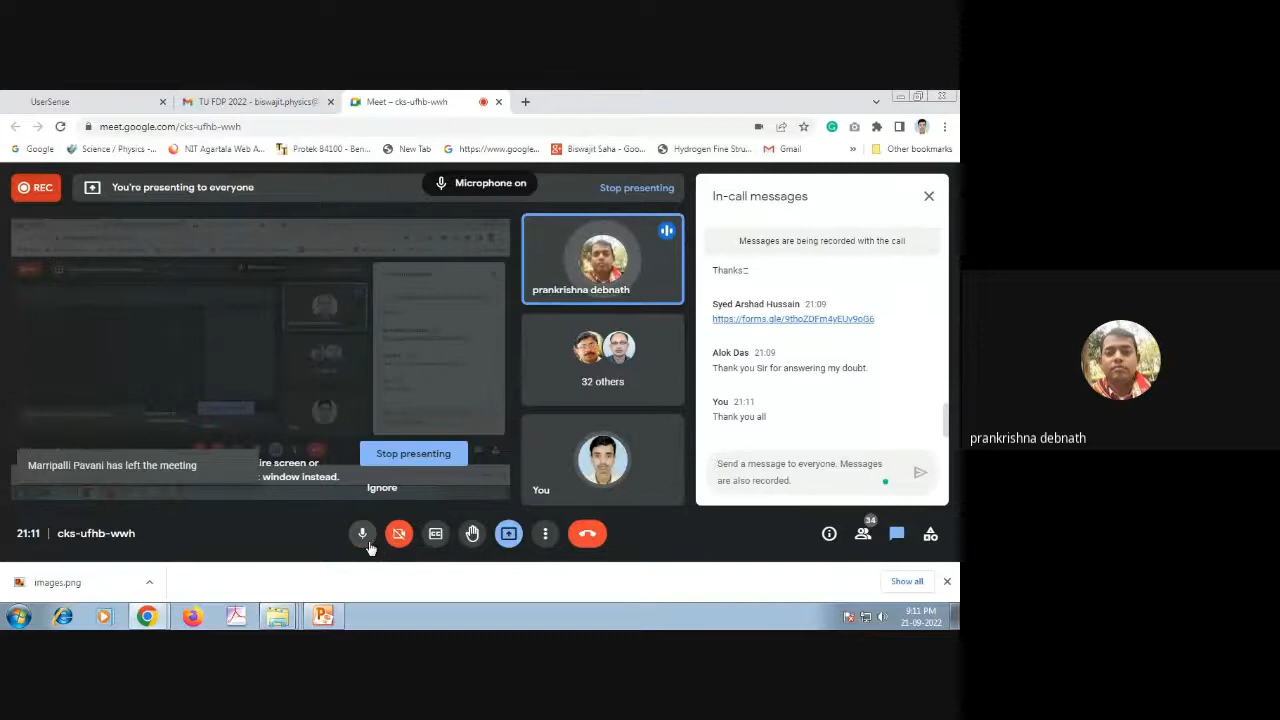 UserSense
TU FDP 2022 - biswajit.physics@
Meet – cks-ufhb-wwh
meet.google.com/cks-ufhb-wwh
Google
Science / Physics -...
NIT Agartala Web A...
Protek B4100 - Ben...
New Tab
https://www.google...
Biswajit Saha - Goo...
Hydrogen Fine Stru...
Gmail
»
Other bookmarks
REC
You're presenting to everyone
Microphone on
Stop presenting
In-call messages
Messages are being recorded with the call
Thanks
Syed Arshad Hussain 21:09
Alok Das 21:09
Thank you Sir for answering my doubt.
You 21:11
Thank you all
Send a message to everyone. Messages
are also recorded.
prankrishna debnath
32 others
You
Marripalli Pavani has left the meeting
ire screen or
window instead.
Stop presenting
Ignore
21:11
cks-ufhb-wwh
34
images.png
Show all
9:11 PM
21-09-2022
prankrishna debnath